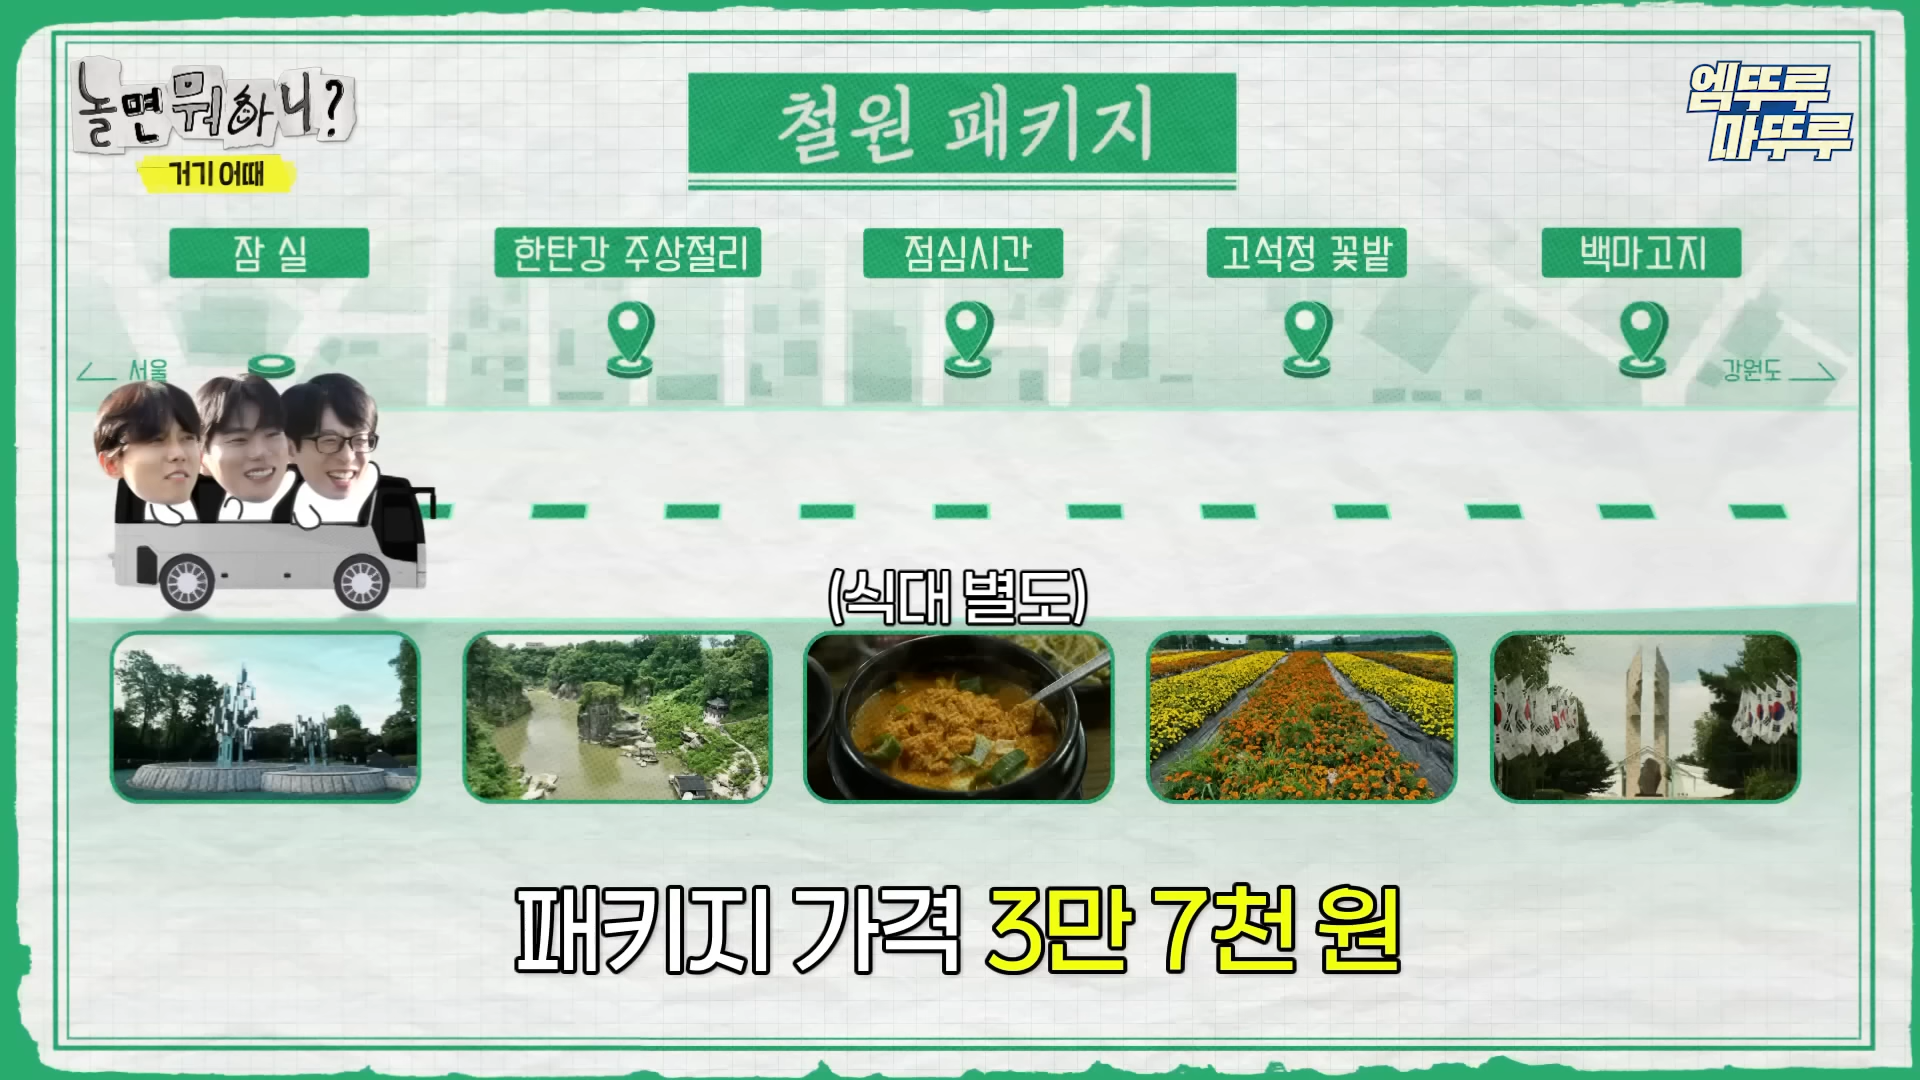 놀면 뭐하니?
거기 어때
엠뚜루
마뚜루
철원 패키지
잠실
한탄강 주상절리
점심시간
고석정 꽃밭
백마고지
서울
강원도
(식대 별도)
패키지 가격 3만 7천 원